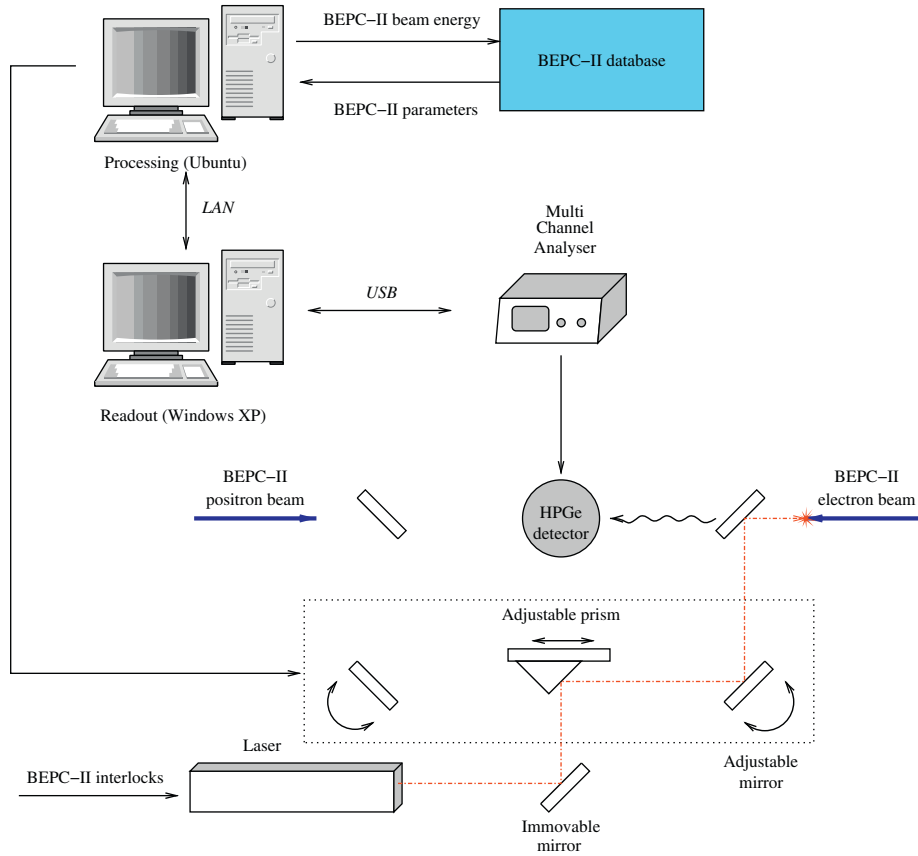 BEPC−II beam energy
BEPC−II database
BEPC−II parameters
Processing (Ubuntu)
LAN
Multi
Channel
Analyser
USB
Readout (Windows XP)
BEPC−II
positron beam
HPGe
detector
BEPC−II
electron beam
Adjustable prism
Laser
BEPC−II interlocks
Adjustable
mirror
Immovable
mirror